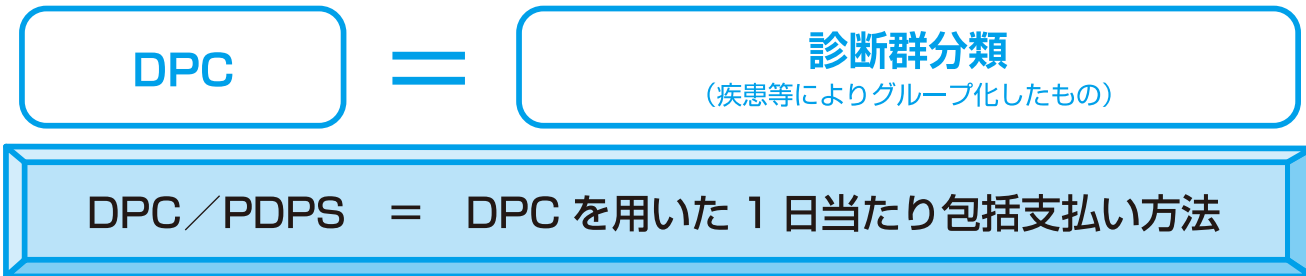 DPC = 診断群分類
（疾患等によりグループ化したもの）
DPC／PDPS = DPC を用いた 1 日当たり包括支払い方法